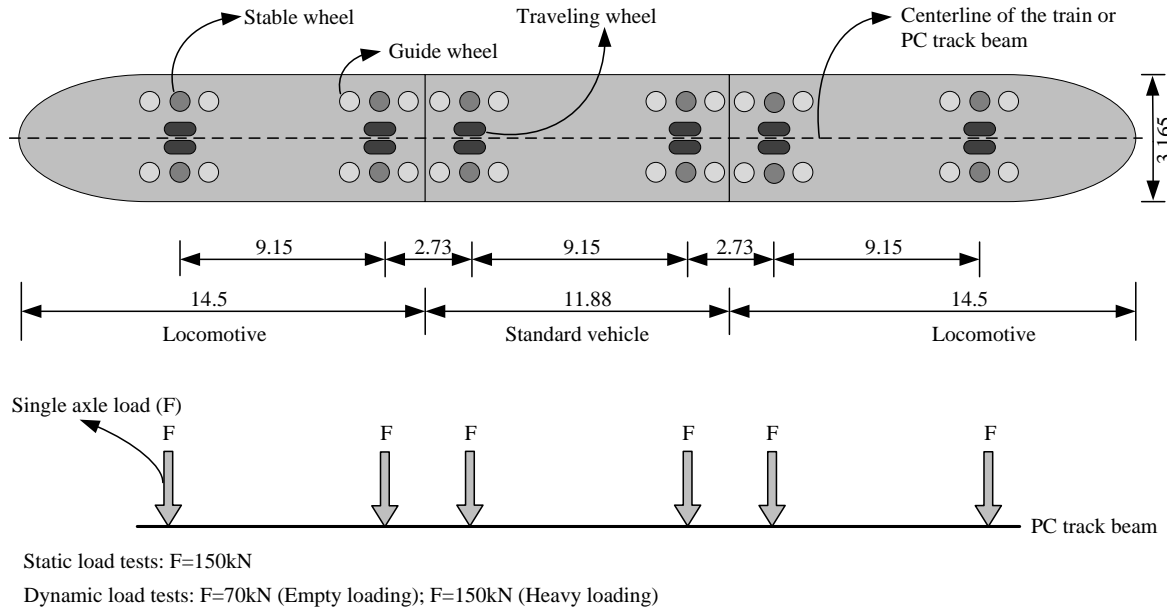 Stable wheel
Traveling wheel
Centerline of the train or
PC track beam
Guide wheel
3.165
9.15
2.73
9.15
2.73
9.15
14.5
11.88
14.5
Locomotive
Standard vehicle
Locomotive
Single axle load (F)
F
F
F
F
F
F
PC track beam
Static load tests: F=150kN
Dynamic load tests: F=70kN (Empty loading); F=150kN (Heavy loading)